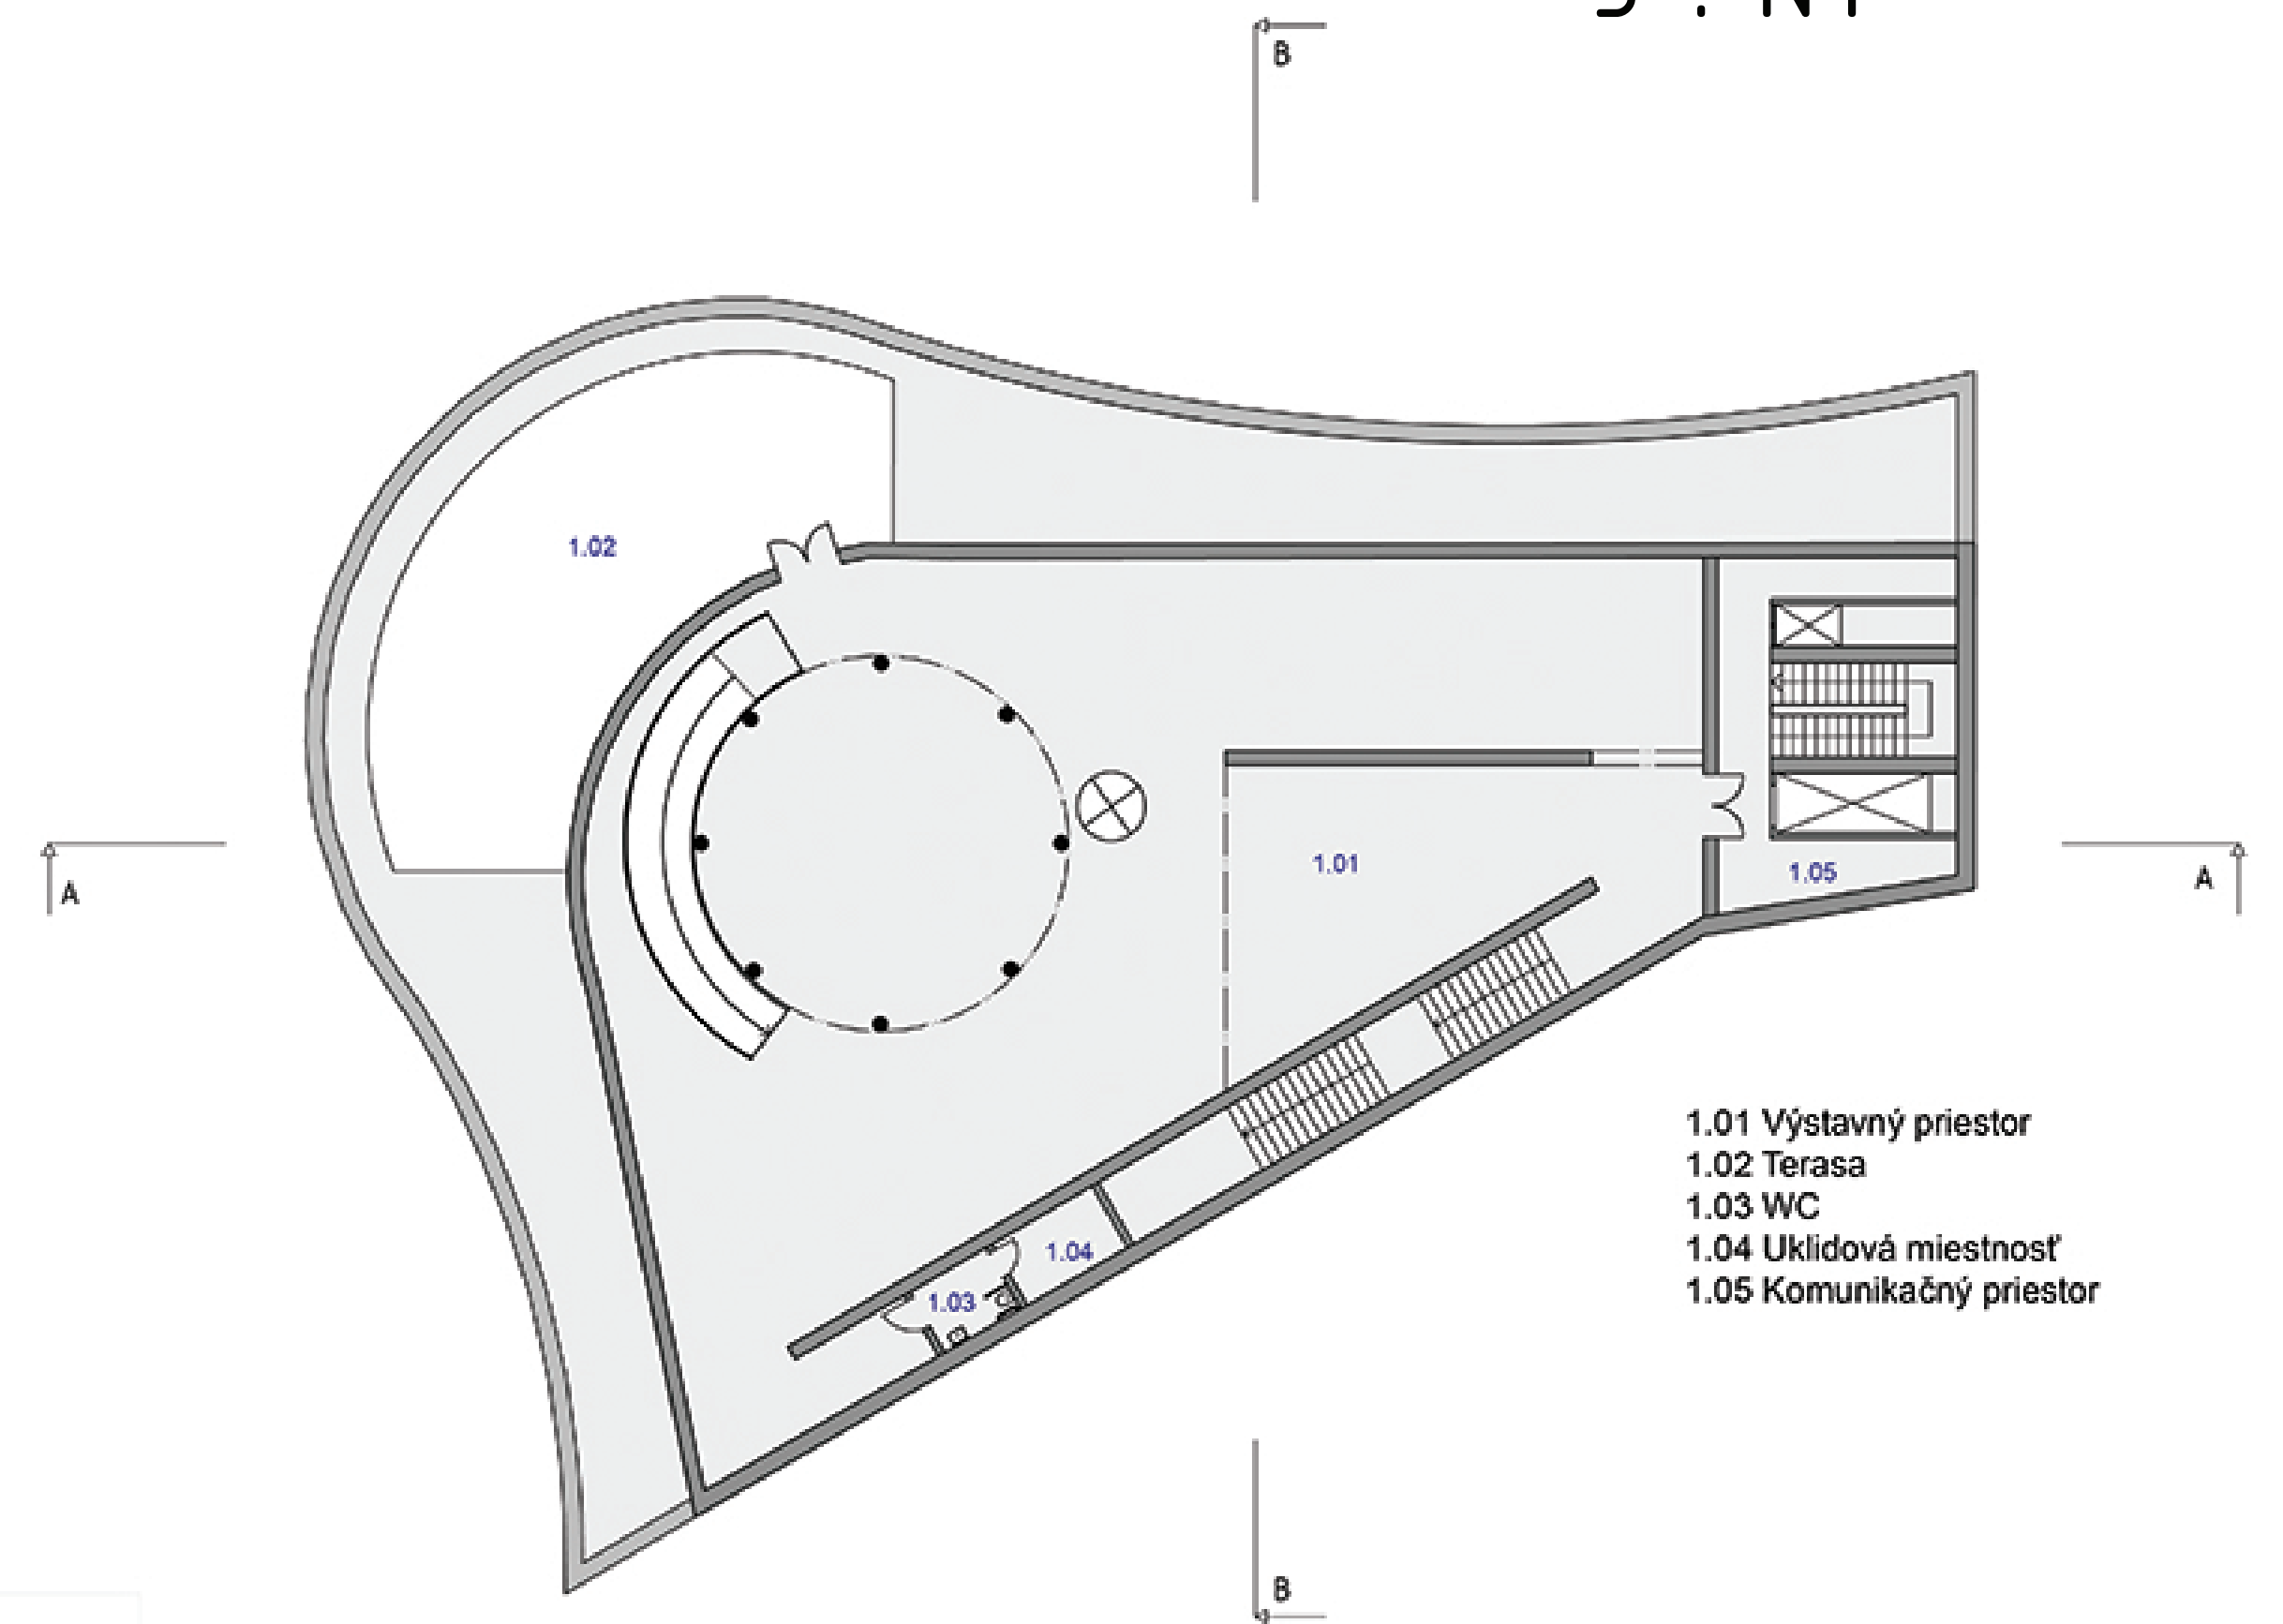 B
1.02
1.01
1.05
A
A
1.04
1.03
1.01 Výstavný priestor
1.02 Terasa
1.03 WC
1.04 Uklidová miestnosť
1.05 Komunikačný priestor
B